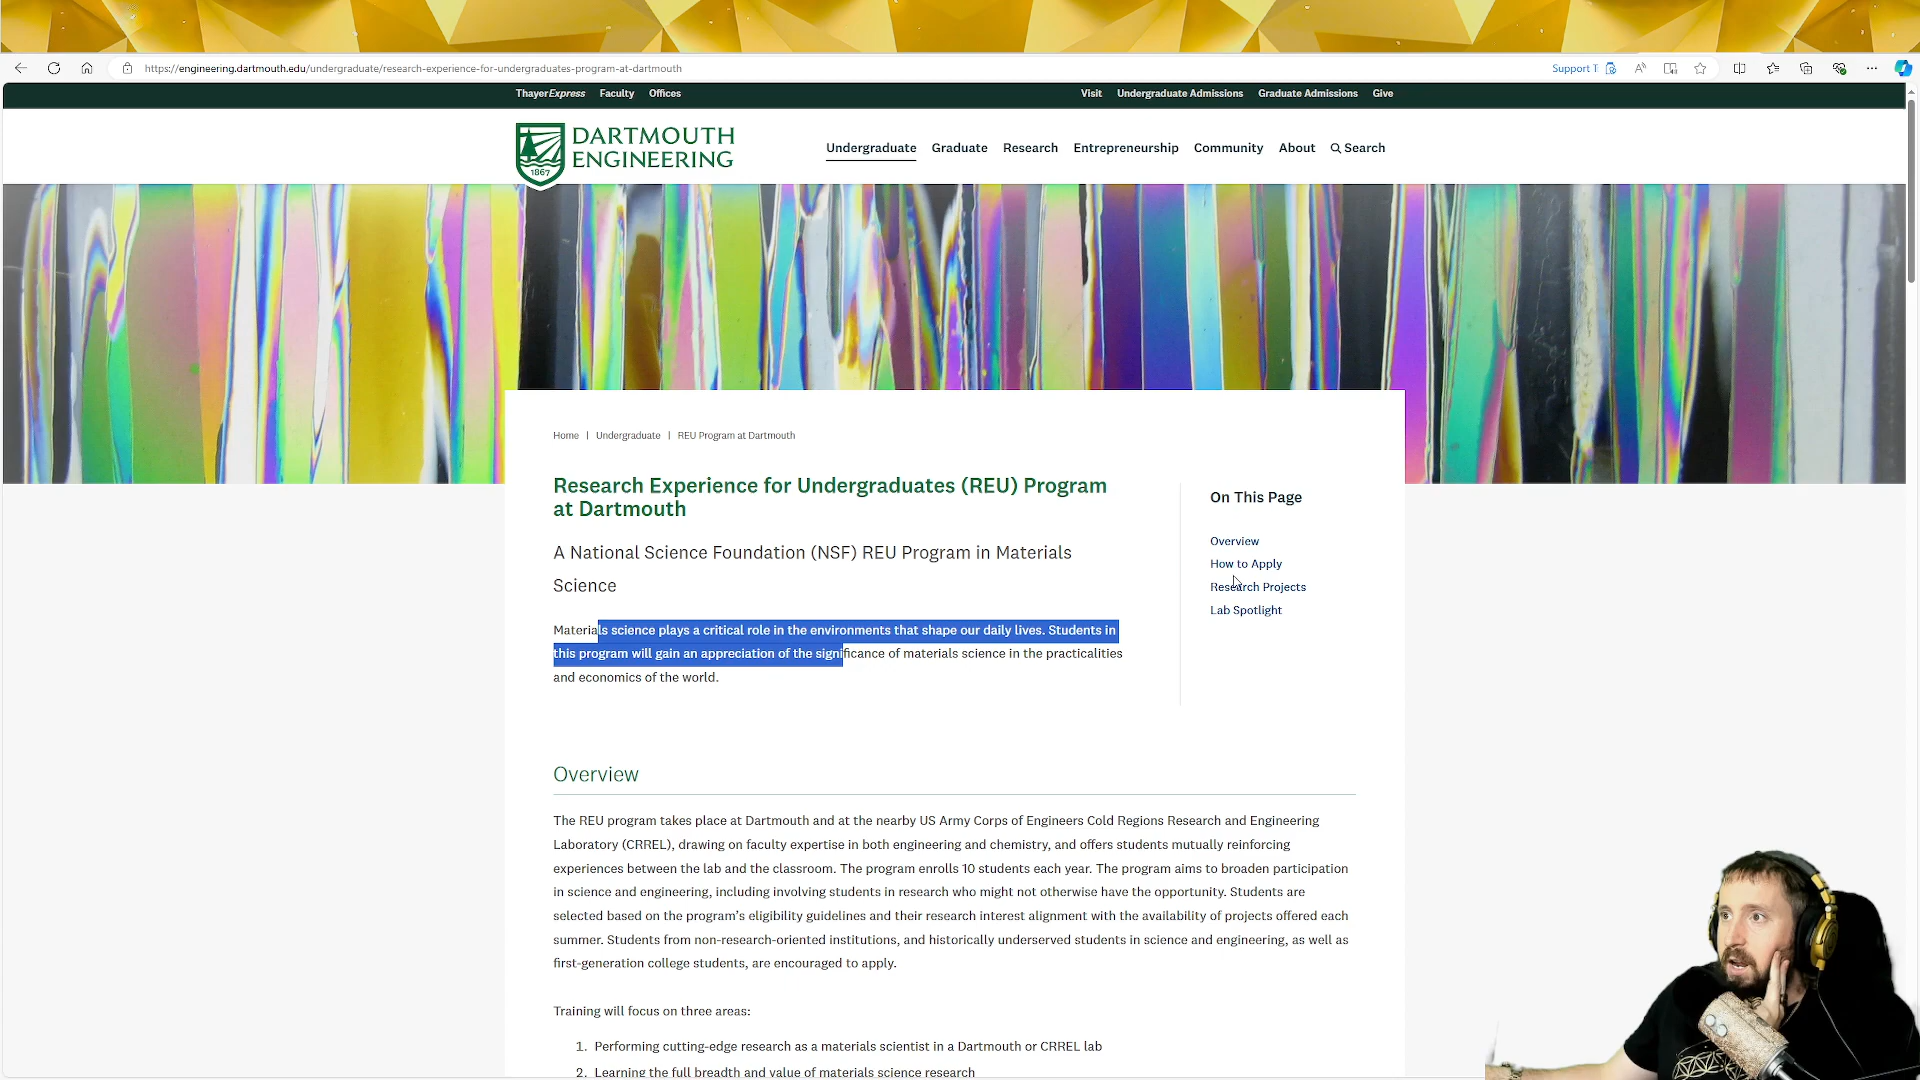 https://engineering.dartmouth.edu/undergraduate/research-experience-for-undergraduates-program-at-dartmouth
Support T
ThayerExpress Faculty Offices
Visit Undergraduate Admissions Graduate Admissions Give
DARTMOUTH
ENGINEERING
1867
Undergraduate Graduate Research Entrepreneurship Community About Search
Home | Undergraduate | REU Program at Dartmouth
Research Experience for Undergraduates (REU) Program
at Dartmouth
A National Science Foundation (NSF) REU Program in Materials
Science
Materials science plays a critical role in the environments that shape our daily lives. Students in
this program will gain an appreciation of the significance of materials science in the practicalities
and economics of the world.
On This Page
Overview
How to Apply
Research Projects
Lab Spotlight
Overview
The REU program takes place at Dartmouth and at the nearby US Army Corps of Engineers Cold Regions Research and Engineering
Laboratory (CRREL), drawing on faculty expertise in both engineering and chemistry, and offers students mutually reinforcing
experiences between the lab and the classroom. The program enrolls 10 students each year. The program aims to broaden participation
in science and engineering, including involving students in research who might not otherwise have the opportunity. Students are
selected based on the program's eligibility guidelines and their research interest alignment with the availability of projects offered each
summer. Students from non-research-oriented institutions, and historically underserved students in science and engineering, as well as
first-generation college students, are encouraged to apply.
Training will focus on three areas:
1. Performing cutting-edge research as a materials scientist in a Dartmouth or CRREL lab
2. Learning the full breadth and value of materials science research